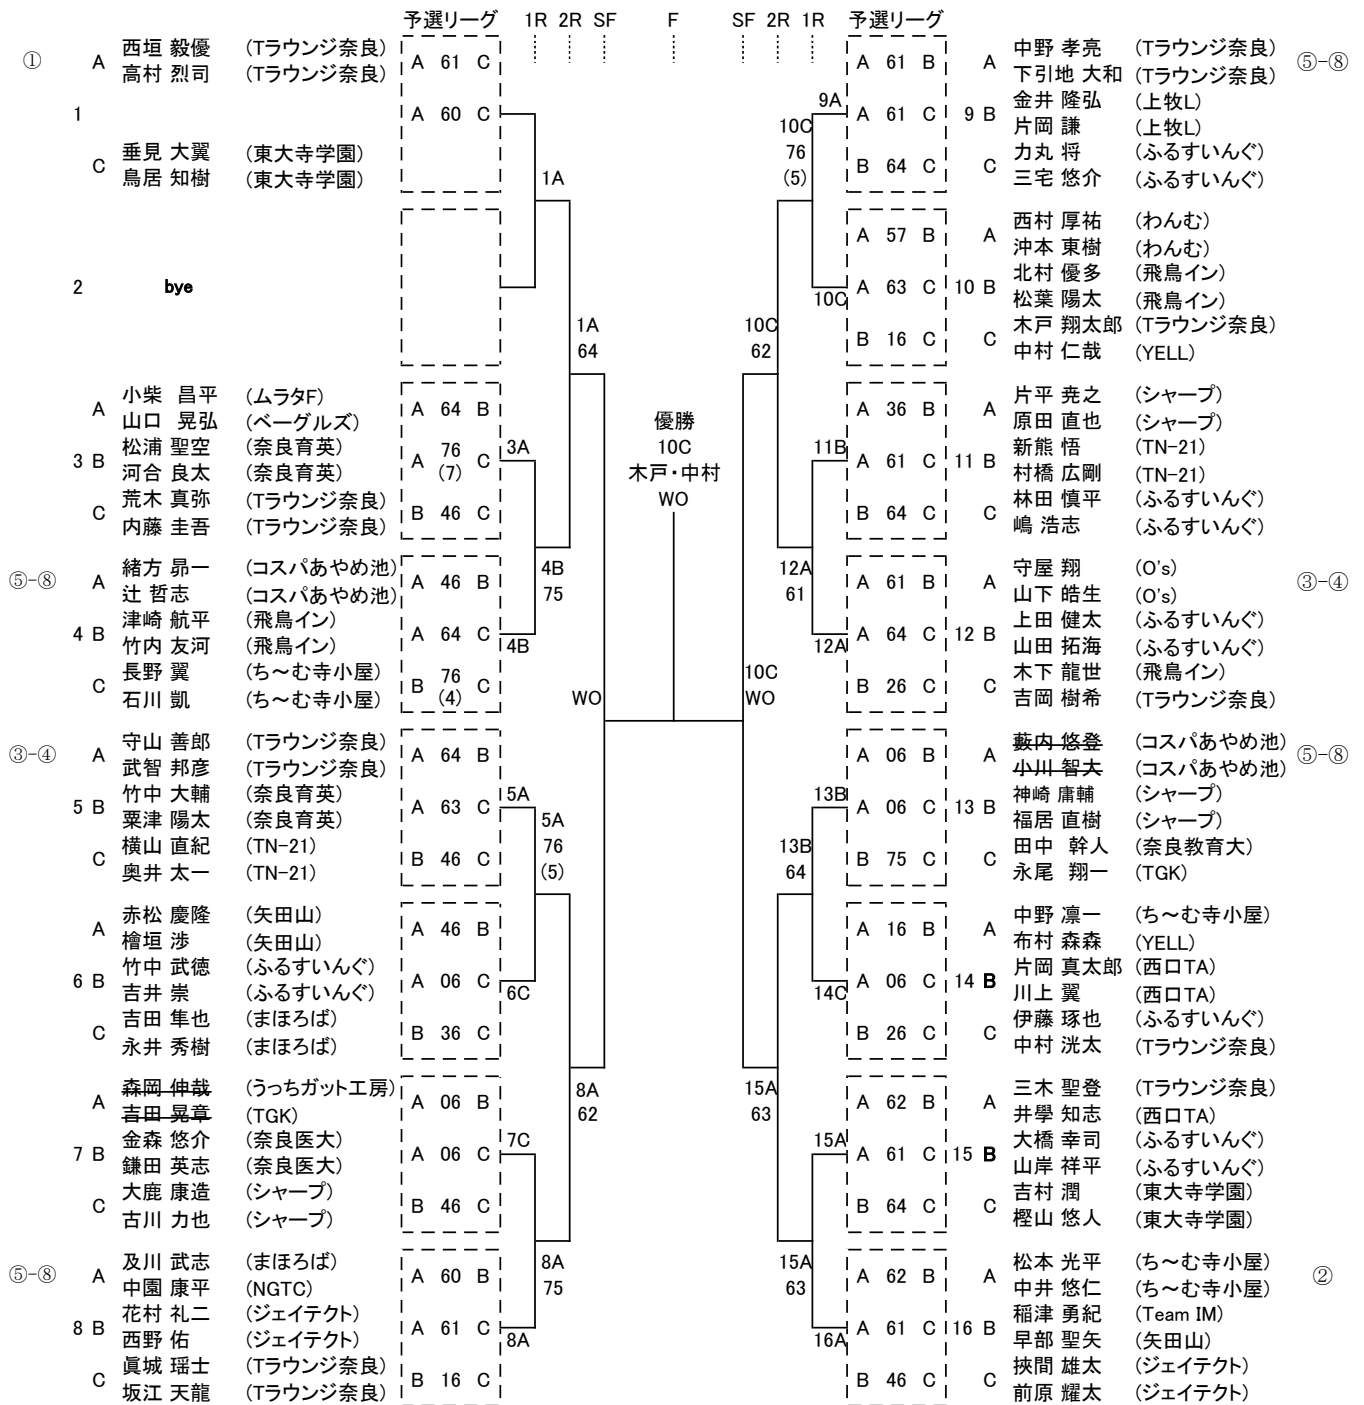 予選リーグ 1R 2R SF F SF 2R 1R 予選リーグ
①
A
西垣 毅優 (Tラウンジ奈良)
高村 烈司 (Tラウンジ奈良)
1
C
垂見 大翼 (東大寺学園)
鳥居 知樹 (東大寺学園)
A 61 C
A 60 C
1A
2 bye
1A
64
A
小柴 昌平 (ムラタF)
山口 晃弘 (ベーグルズ)
3 B
松浦 聖空 (奈良育英)
河合 良太 (奈良育英)
C
荒木 真弥 (Tラウンジ奈良)
内藤 圭吾 (Tラウンジ奈良)
A 64 B
A 76 (7) C
B 46 C
3A
⑤-⑧
A
緒方 昴一 (コスパあやめ池)
辻 哲志 (コスパあやめ池)
4 B
津崎 航平 (飛鳥イン)
竹内 友河 (飛鳥イン)
C
長野 翼 (ち～む寺小屋)
石川 凱 (ち～む寺小屋)
A 46 B
A 64 C
B 76 (4) C
4B
75
4B
WO
③-④
A
守山 善郎 (Tラウンジ奈良)
武智 邦彦 (Tラウンジ奈良)
5 B
竹中 大輔 (奈良育英)
粟津 陽太 (奈良育英)
C
横山 直紀 (TN-21)
奥井 太一 (TN-21)
A 64 B
A 63 C
B 46 C
5A
5A
76
(5)
A
赤松 慶隆 (矢田山)
檜垣 渉 (矢田山)
6 B
竹中 武徳 (ふるすいんぐ)
吉井 崇 (ふるすいんぐ)
C
吉田 隼也 (まほろば)
永井 秀樹 (まほろば)
A 46 B
A 06 C
B 36 C
6C
8A
62
A
森岡 伸哉 (うっちガット工房)
吉田 晃章 (TGK)
7 B
金森 悠介 (奈良医大)
鎌田 英志 (奈良医大)
C
大鹿 康造 (シャープ)
古川 力也 (シャープ)
A 06 B
A 06 C
B 46 C
7C
⑤-⑧
A
及川 武志 (まほろば)
中園 康平 (NGTC)
8 B
花村 礼二 (ジェイテクト)
西野 佑 (ジェイテクト)
C
眞城 瑶士 (Tラウンジ奈良)
坂江 天龍 (Tラウンジ奈良)
A 60 B
A 61 C
B 16 C
8A
75
8A
優勝
10C
木戸・中村
WO
9A
A 61 B
A 61 C
B 64 C
A
中野 孝亮 (Tラウンジ奈良)
下引地 大和 (Tラウンジ奈良)
⑤-⑧
9 B
金井 隆弘 (上牧L)
片岡 謙 (上牧L)
C
力丸 将 (ふるすいんぐ)
三宅 悠介 (ふるすいんぐ)
10C
76
(5)
A 57 B
A 63 C
B 16 C
10C
A
西村 厚祐 (わんむ)
沖本 東樹 (わんむ)
10 B
北村 優多 (飛鳥イン)
松葉 陽太 (飛鳥イン)
C
木戸 翔太郎 (Tラウンジ奈良)
中村 仁哉 (YELL)
10C
62
11B
A 36 B
A 61 C
B 64 C
A
片平 尭之 (シャープ)
原田 直也 (シャープ)
11 B
新熊 悟 (TN-21)
村橋 広剛 (TN-21)
C
林田 慎平 (ふるすいんぐ)
嶋 浩志 (ふるすいんぐ)
12A
61
12A
A 61 B
A 64 C
B 26 C
A
守屋 翔 (O's)
山下 皓生 (O's)
③-④
12 B
上田 健太 (ふるすいんぐ)
山田 拓海 (ふるすいんぐ)
C
木下 龍世 (飛鳥イン)
吉岡 樹希 (Tラウンジ奈良)
10C
WO
13B
A 06 B
A 06 C
B 75 C
A
藪内 悠登 (コスパあやめ池)
小川 智大 (コスパあやめ池)
⑤-⑧
13 B
神崎 庸輔 (シャープ)
福居 直樹 (シャープ)
C
田中 幹人 (奈良教育大)
永尾 翔一 (TGK)
13B
64
14C
A 16 B
A 06 C
B 26 C
A
中野 凛一 (ち～む寺小屋)
布村 森森 (YELL)
14 B
片岡 真太郎 (西口TA)
川上 翼 (西口TA)
C
伊藤 琢也 (ふるすいんぐ)
中村 洸太 (Tラウンジ奈良)
15A
63
15A
A 62 B
A 61 C
B 64 C
A
三木 聖登 (Tラウンジ奈良)
井學 知志 (西口TA)
15 B
大橋 幸司 (ふるすいんぐ)
山岸 祥平 (ふるすいんぐ)
C
吉村 潤 (東大寺学園)
樫山 悠人 (東大寺学園)
15A
63
16A
A 62 B
A 61 C
B 46 C
A
松本 光平 (ち～む寺小屋)
中井 悠仁 (ち～む寺小屋)
②
16 B
稲津 勇紀 (Team IM)
早部 聖矢 (矢田山)
C
挾間 雄太 (ジェイテクト)
前原 耀太 (ジェイテクト)